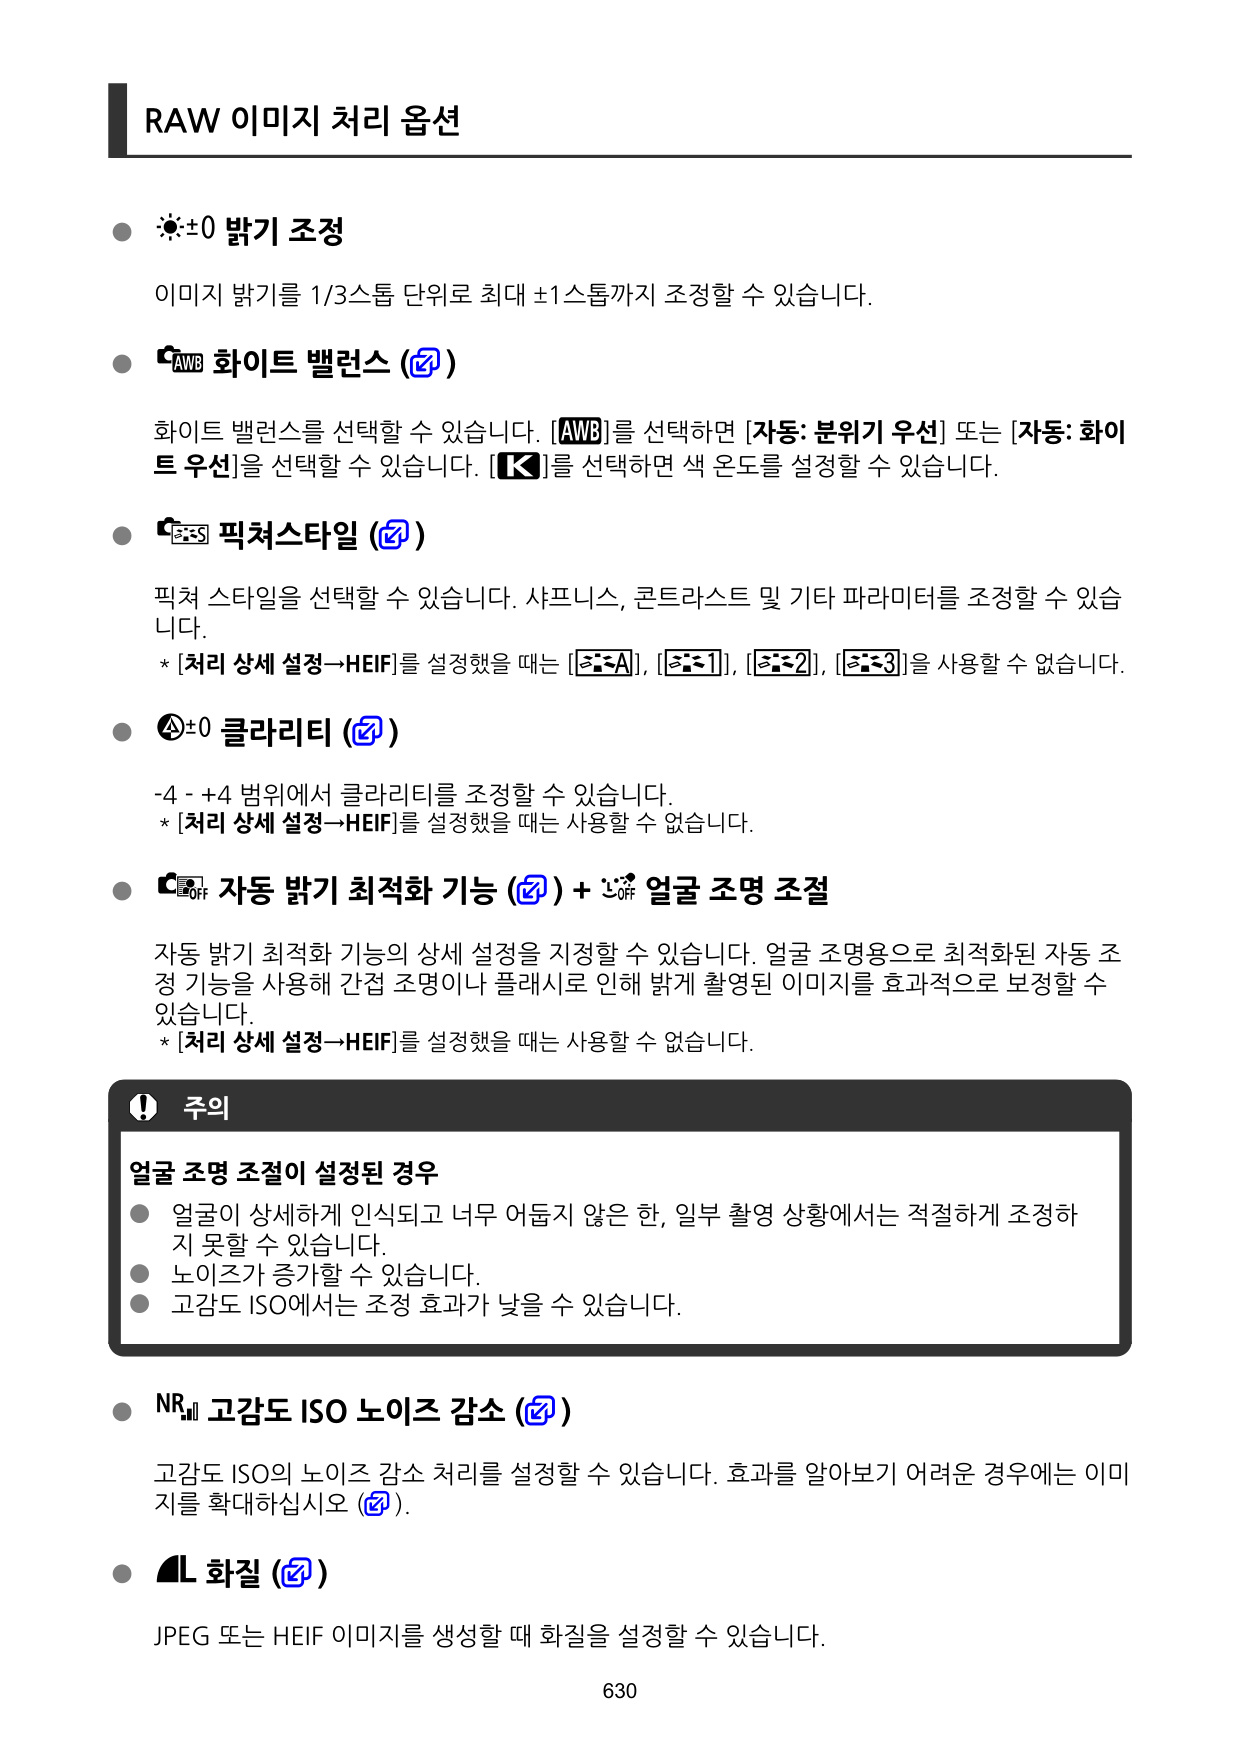 RAW 이미지 처리 옵션
● ±0 밝기 조정
이미지 밝기를 1/3스톱 단위로 최대 ±1스톱까지 조정할 수 있습니다.
● AWB 화이트 밸런스 ( )
화이트 밸런스를 선택할 수 있습니다. [AWB]를 선택하면 [자동: 분위기 우선] 또는 [자동: 화이
트 우선]을 선택할 수 있습니다. [K]를 선택하면 색 온도를 설정할 수 있습니다.
● S 픽쳐스타일 ( )
픽쳐 스타일을 선택할 수 있습니다. 샤프니스, 콘트라스트 및 기타 파라미터를 조정할 수 있습
니다.
* [처리 상세 설정→HEIF]를 설정했을 때는 [A], [1], [2], [3]을 사용할 수 없습니다.
● ±0 클라리티 ( )
-4 - +4 범위에서 클라리티를 조정할 수 있습니다.
* [처리 상세 설정→HEIF]를 설정했을 때는 사용할 수 없습니다.
● OFF 자동 밝기 최적화 기능 ( ) + OFF 얼굴 조명 조절
자동 밝기 최적화 기능의 상세 설정을 지정할 수 있습니다. 얼굴 조명용으로 최적화된 자동 조
정 기능을 사용해 간접 조명이나 플래시로 인해 밝게 촬영된 이미지를 효과적으로 보정할 수
있습니다.
* [처리 상세 설정→HEIF]를 설정했을 때는 사용할 수 없습니다.
주의
얼굴 조명 조절이 설정된 경우
● 얼굴이 상세하게 인식되고 너무 어둡지 않은 한, 일부 촬영 상황에서는 적절하게 조정하
지 못할 수 있습니다.
● 노이즈가 증가할 수 있습니다.
● 고감도 ISO에서는 조정 효과가 낮을 수 있습니다.
● NR 고감도 ISO 노이즈 감소 ( )
고감도 ISO의 노이즈 감소 처리를 설정할 수 있습니다. 효과를 알아보기 어려운 경우에는 이미
지를 확대하십시오 ( ).
● L 화질 ( )
JPEG 또는 HEIF 이미지를 생성할 때 화질을 설정할 수 있습니다.
630